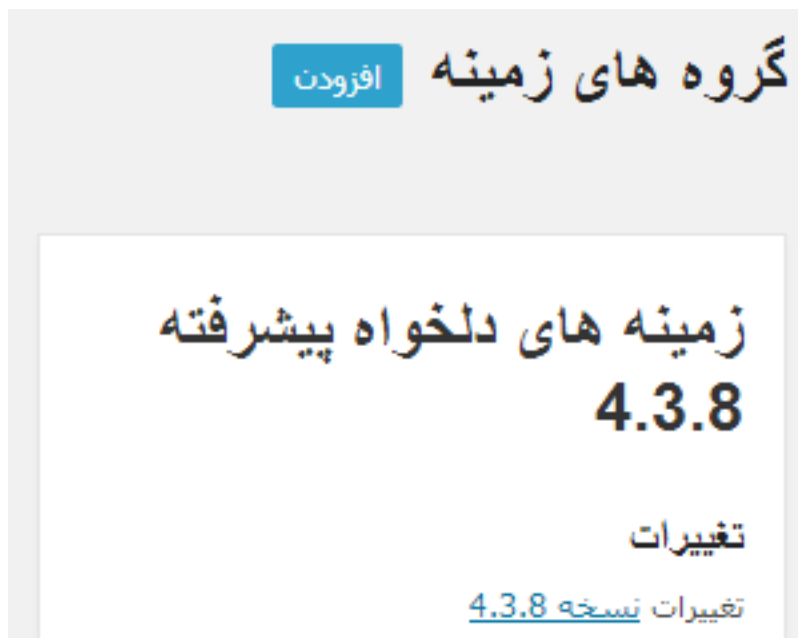 گروه های زمینه افزودن
زمینه های دلخواه پیشرفته
4.3.8
تغییرات
تغییرات نسخه 4.3.8